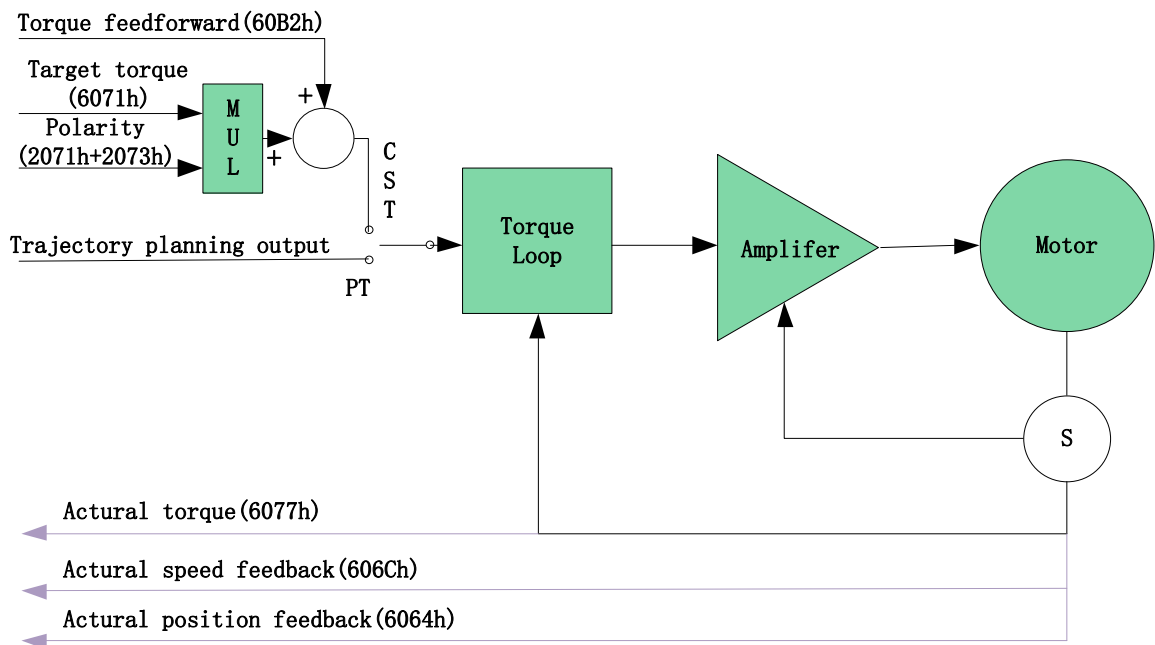 Torque feedforward(60B2h)
Target torque
(6071h)
Polarity
(2071h+2073h)
M
U
L
+
+
C
S
T
Trajectory planning output
PT
Torque
Loop
Amplifer
Motor
S
Actural torque(6077h)
Actural speed feedback(606Ch)
Actural position feedback(6064h)